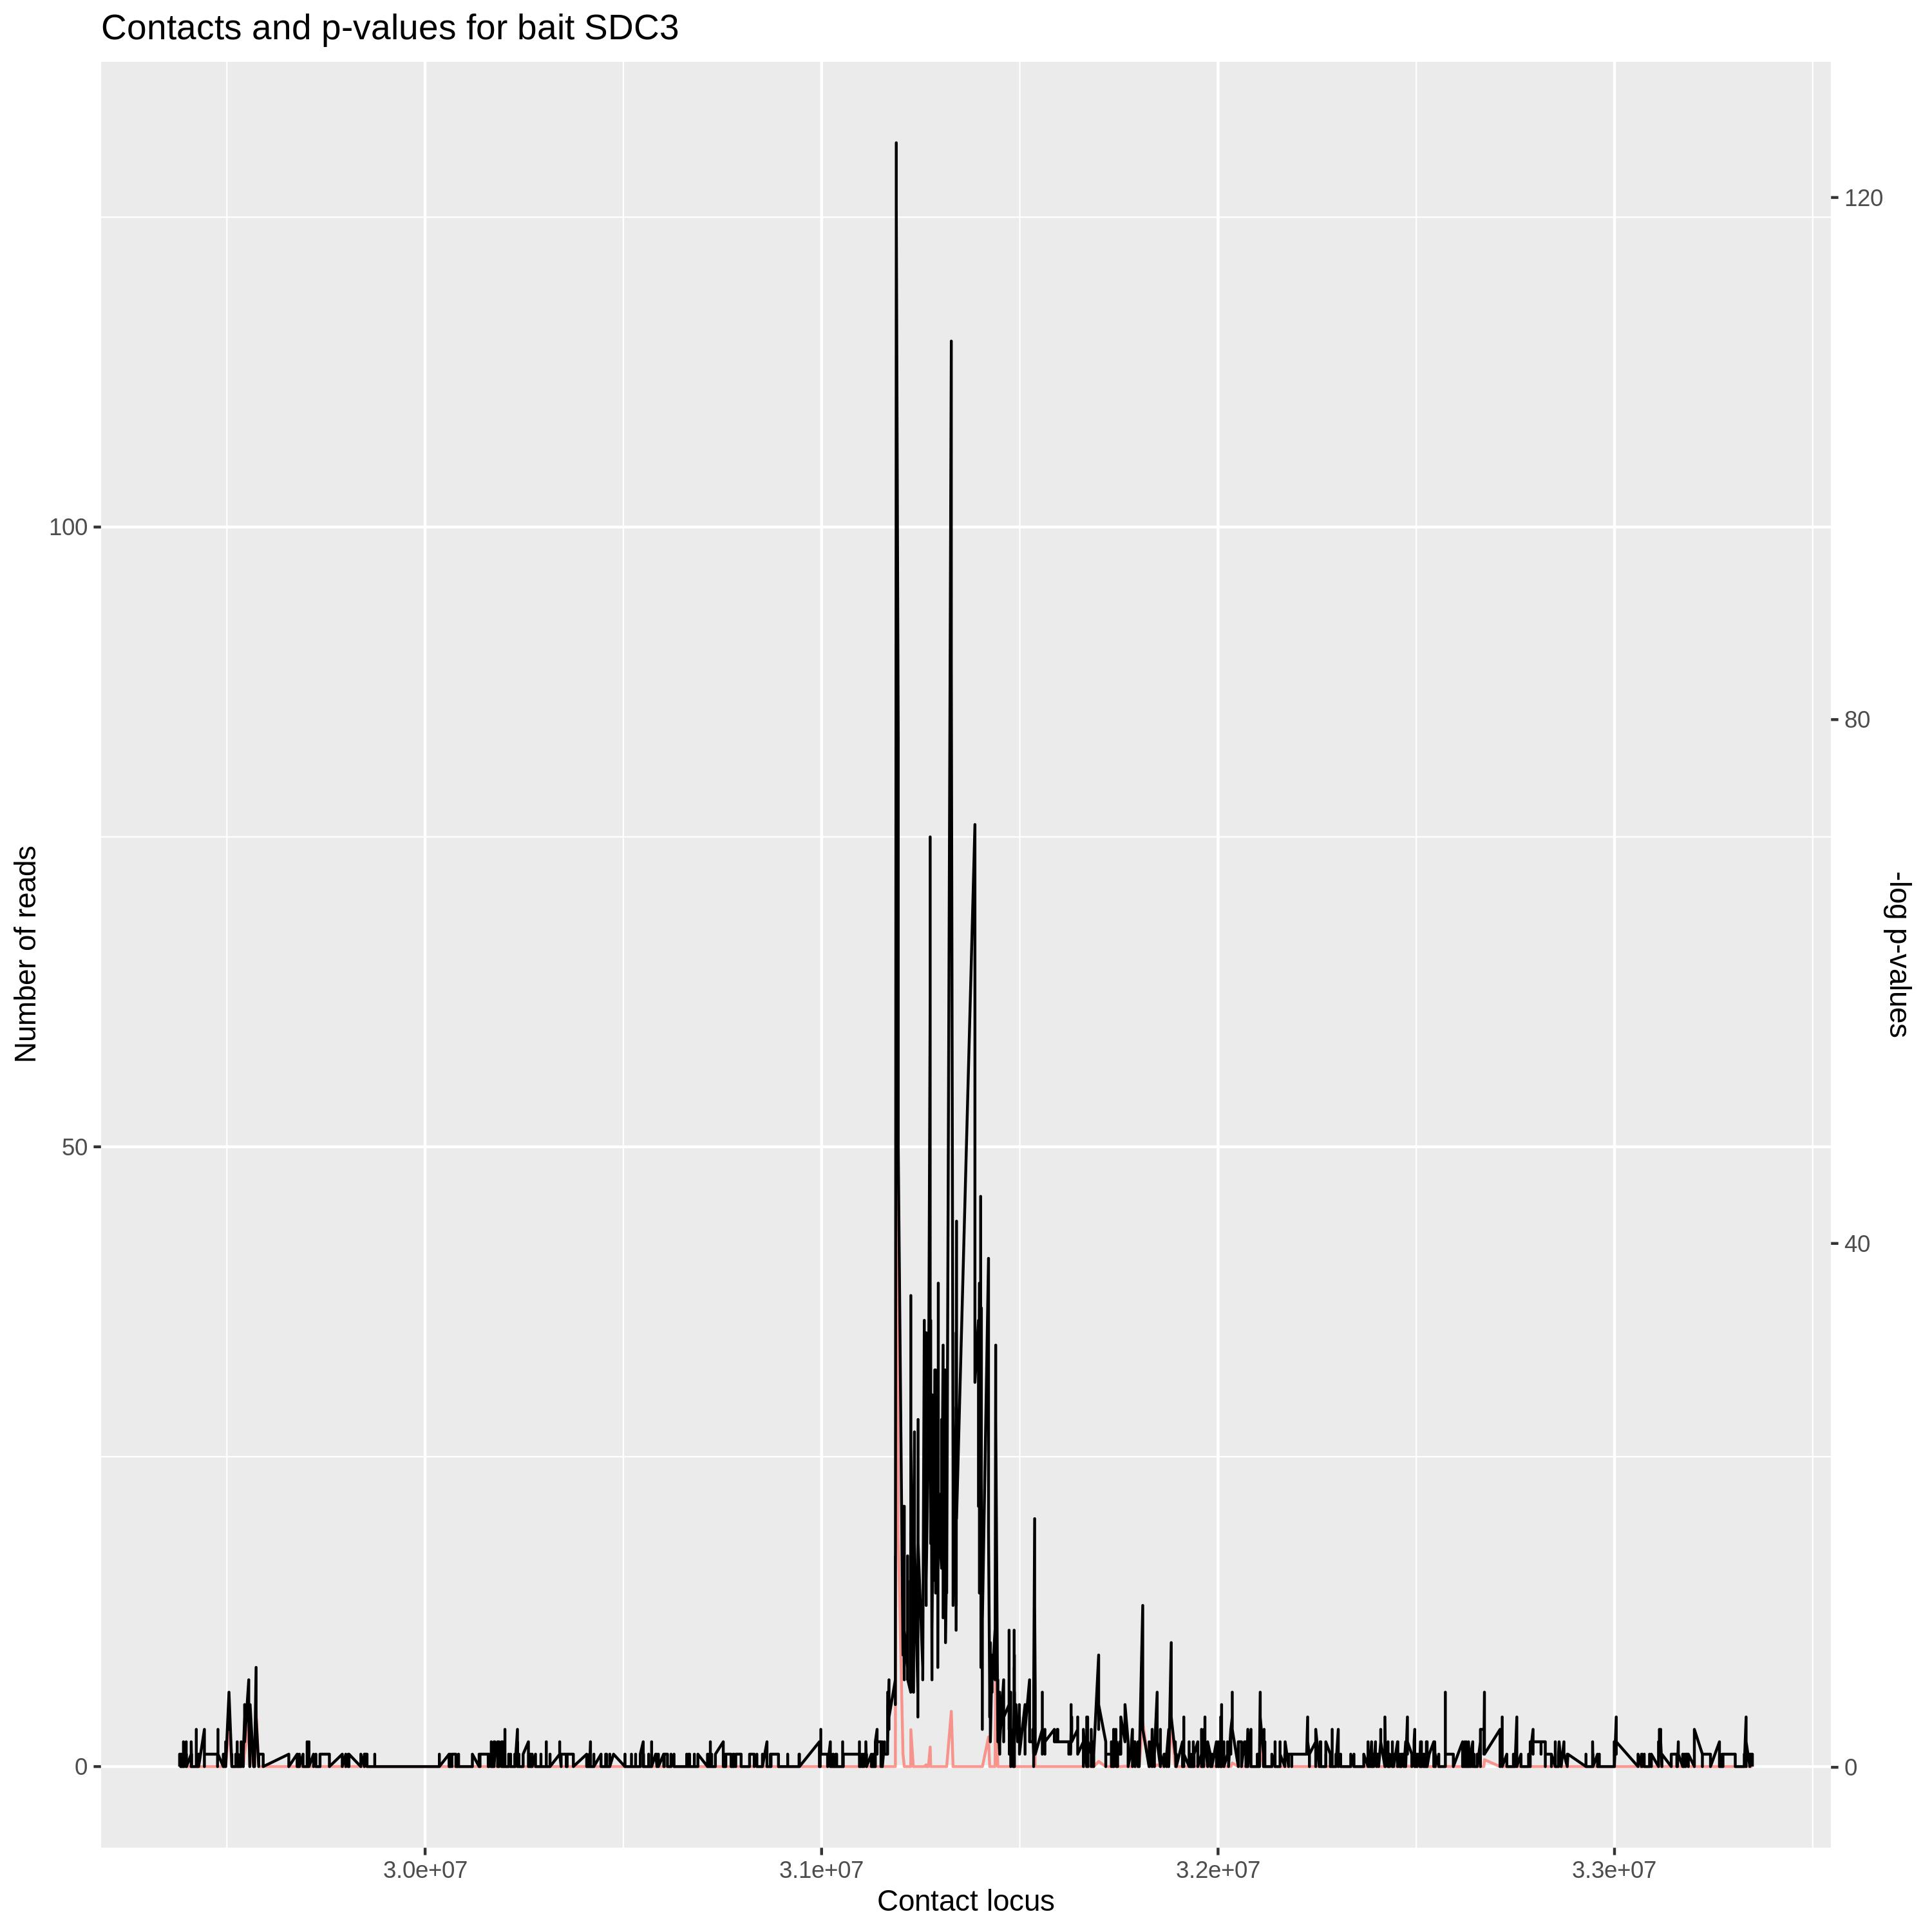 Contacts and p-values for bait SDC3
Number of reads
100
50
0
120
80
40
0
-log p-values
3.0e+07
3.1e+07
3.2e+07
3.3e+07
Contact locus